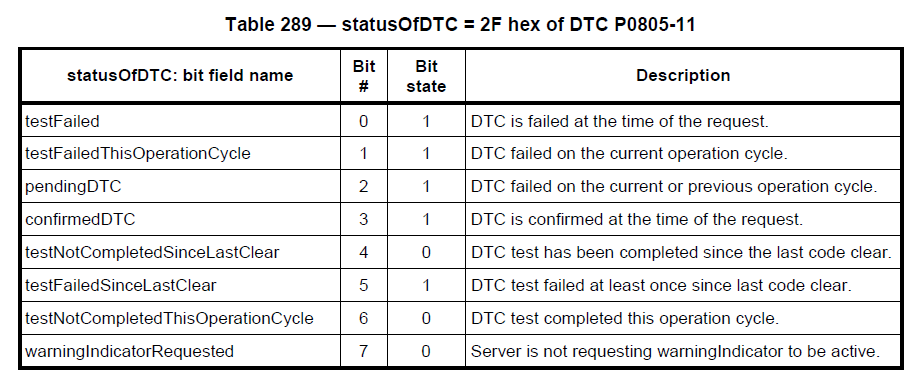 Table 289 — statusOfDTC = 2F hex of DTC P0805-11
statusOfDTC: bit field name Bit # Bit state Description
testFailed 0 1 DTC is failed at the time of the request.
testFailedThisOperationCycle 1 1 DTC failed on the current operation cycle.
pendingDTC 2 1 DTC failed on the current or previous operation cycle.
confirmedDTC 3 1 DTC is confirmed at the time of the request.
testNotCompletedSinceLastClear 4 0 DTC test has been completed since the last code clear.
testFailedSinceLastClear 5 1 DTC test failed at least once since last code clear.
testNotCompletedThisOperationCycle 6 0 DTC test completed this operation cycle.
warningIndicatorRequested 7 0 Server is not requesting warningIndicator to be active.